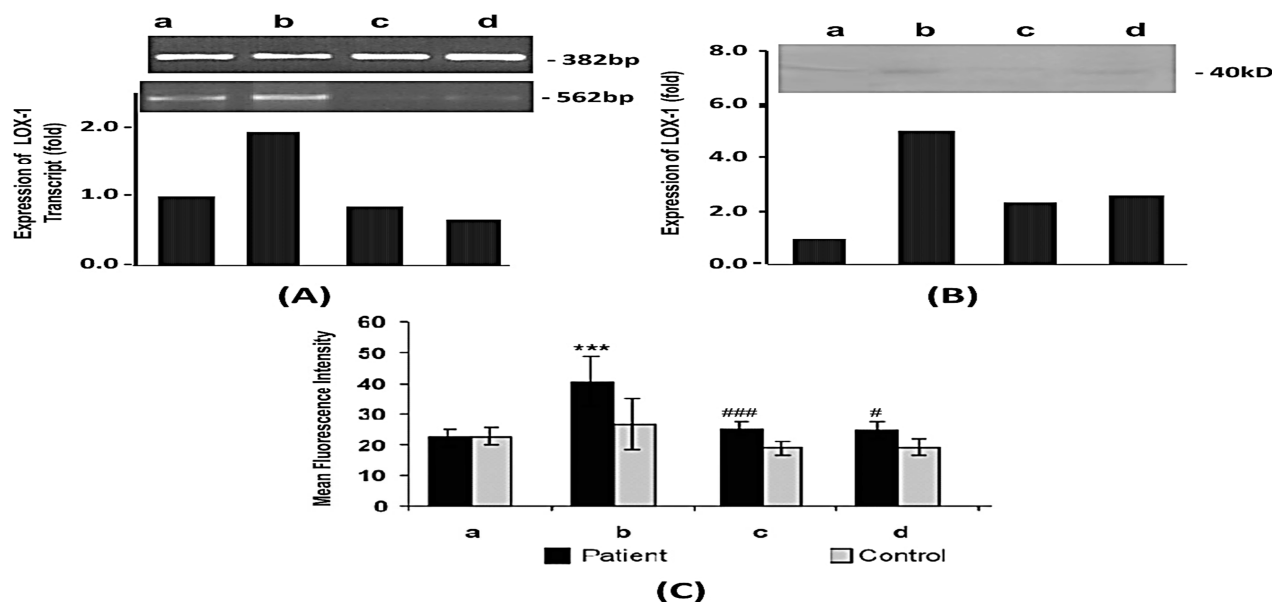 a b c d
- 382bp
- 562bp
Expression of LOX-1
Transcript (fold)
2.0 -
1.0 -
0.0 -
(A)
a b c d
- 40kD
Expression of LOX-1 (fold)
8.0
6.0
4.0
2.0
0.0
(B)
Mean Fluorescence Intensity
60
50
40
30
20
10
0
***
###
#
a b c d
Patient Control
(C)